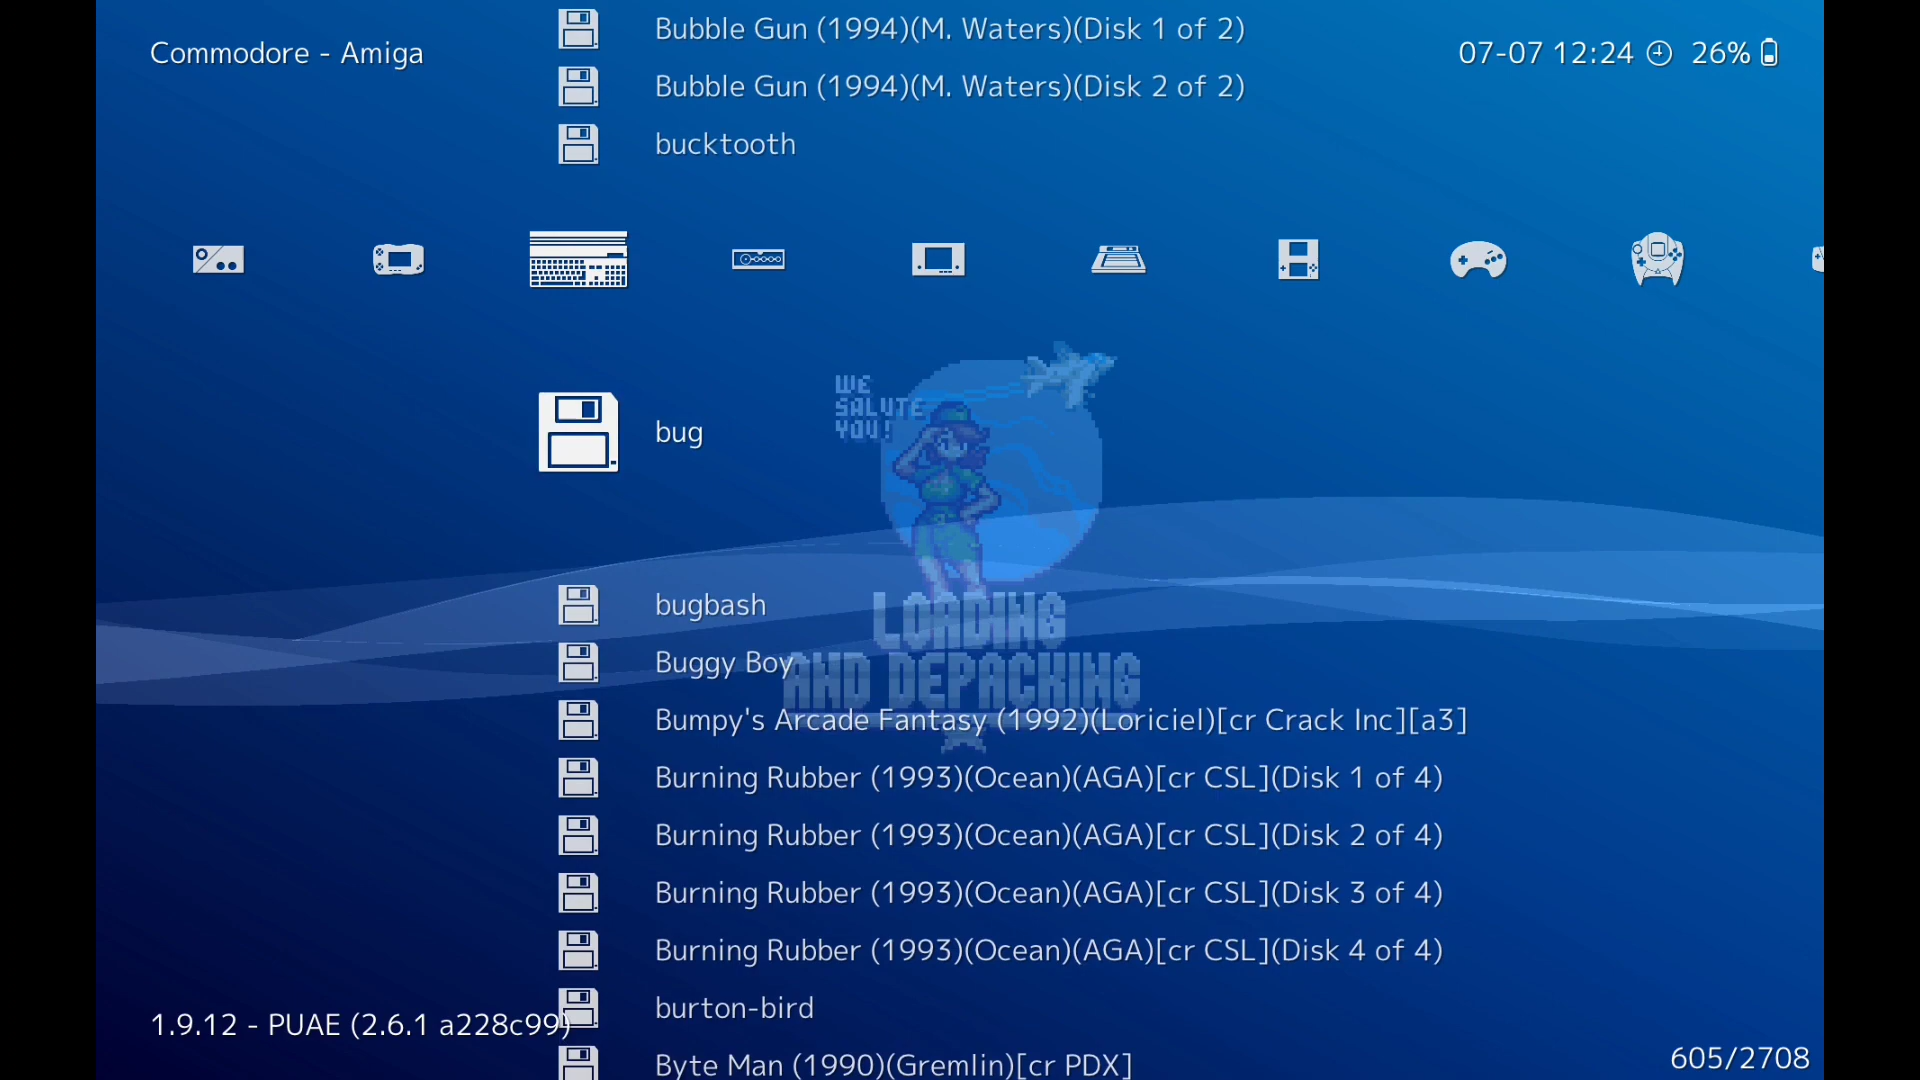 Commodore - Amiga
07-07 12:24
26%
Bubble Gun (1994)(M. Waters)(Disk 1 of 2)
Bubble Gun (1994)(M. Waters)(Disk 2 of 2)
bucktooth
WE
SALUTE
YOU!
bug
LOADING
AND DEPACKING
bugbash
Buggy Boy
Bumpy's Arcade Fantasy (1992)(Loriciel)[cr Crack Inc][a3]
Burning Rubber (1993)(Ocean)(AGA)[cr CSL](Disk 1 of 4)
Burning Rubber (1993)(Ocean)(AGA)[cr CSL](Disk 2 of 4)
Burning Rubber (1993)(Ocean)(AGA)[cr CSL](Disk 3 of 4)
Burning Rubber (1993)(Ocean)(AGA)[cr CSL](Disk 4 of 4)
burton-bird
Byte Man (1990)(Gremlin)[cr PDX]
1.9.12 - PUAE (2.6.1 a228c99)
605/2708